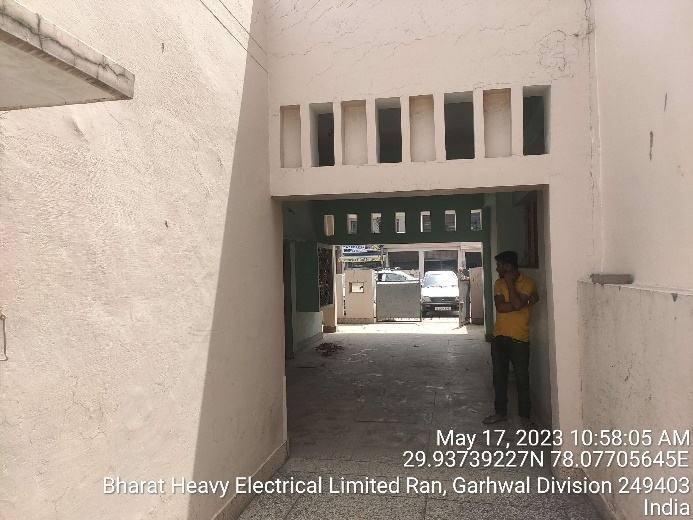 May 17, 2023 10:58:05 AM
29.93739227N 78.07705645E
Bharat Heavy Electrical Limited Ran, Garhwal Division 249403
India